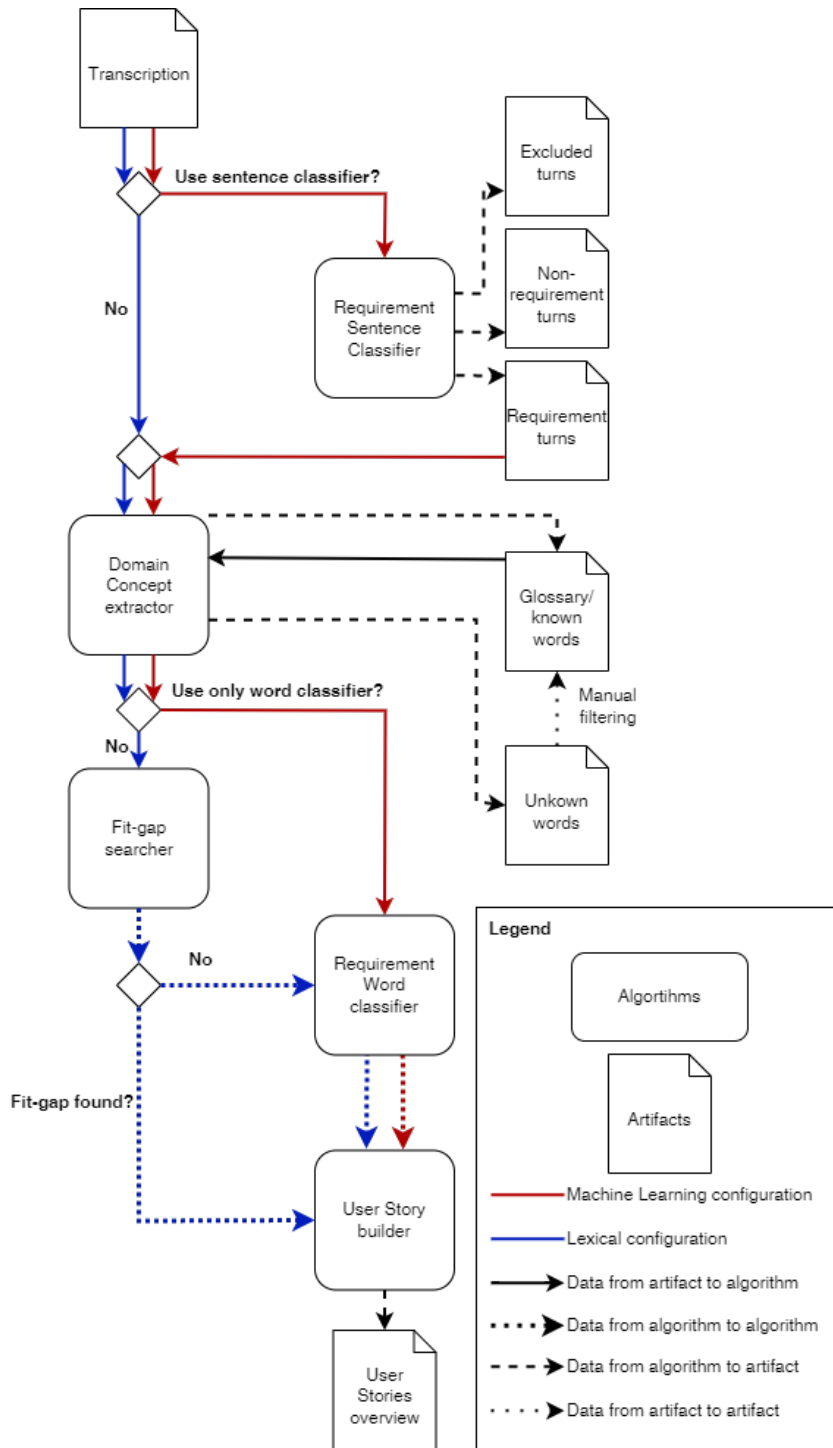 Transcription
Use sentence classifier?
Excluded
turns
Non-
requirement
turns
No
Requirement
Sentence
Classifier
Requirement
turns
Domain
Concept
extractor
Glossary/
known
words
Use only word classifier?
Manual
filtering
No
Fit-gap
searcher
Unkown
words
No
Requirement
Word
classifier
Fit-gap found?
User Story
builder
User
Stories
overview
Legend
Algortihms
Artifacts
Machine Learning configuration
Lexical configuration
Data from artifact to algorithm
Data from algorithm to algorithm
Data from algorithm to artifact
Data from artifact to artifact